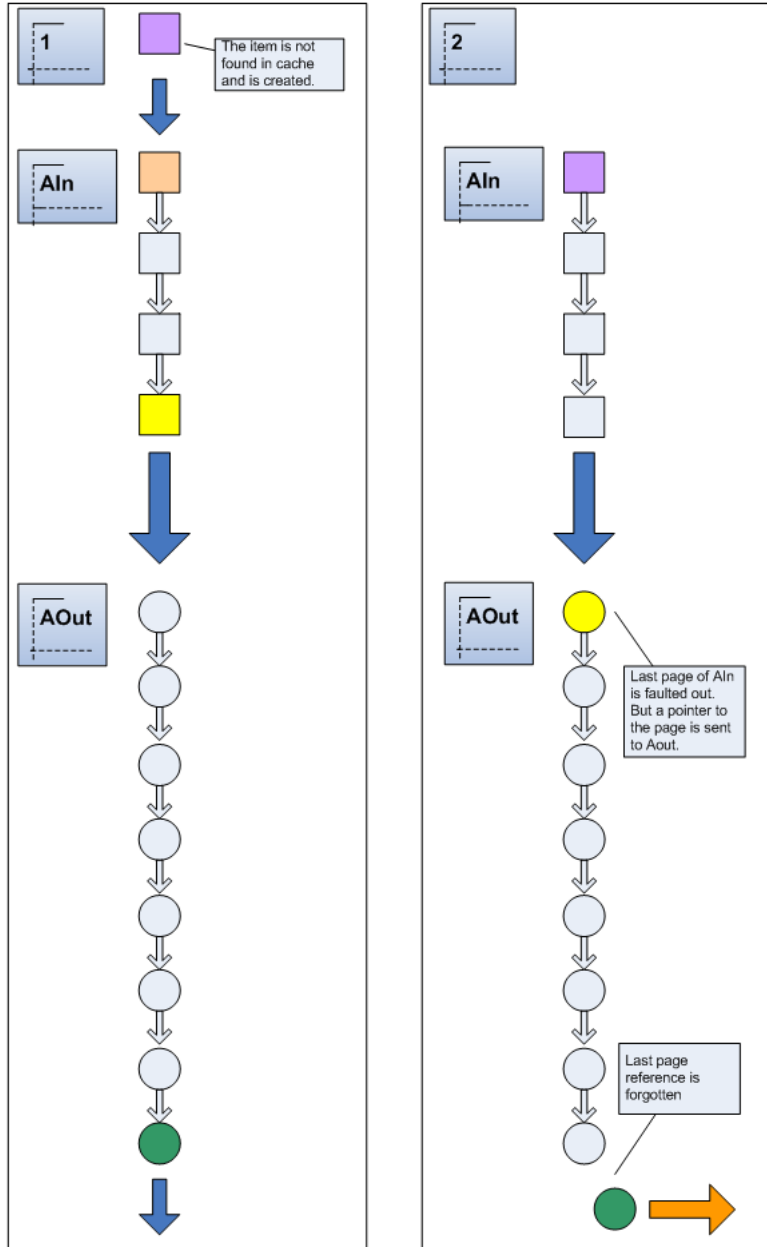 1
The item is not
found in cache
and is created.
AIn
AOut
2
AIn
AOut
Last page of AIn
is faulted out.
But a pointer to
the page is sent
to Aout.
Last page
reference is
forgotten